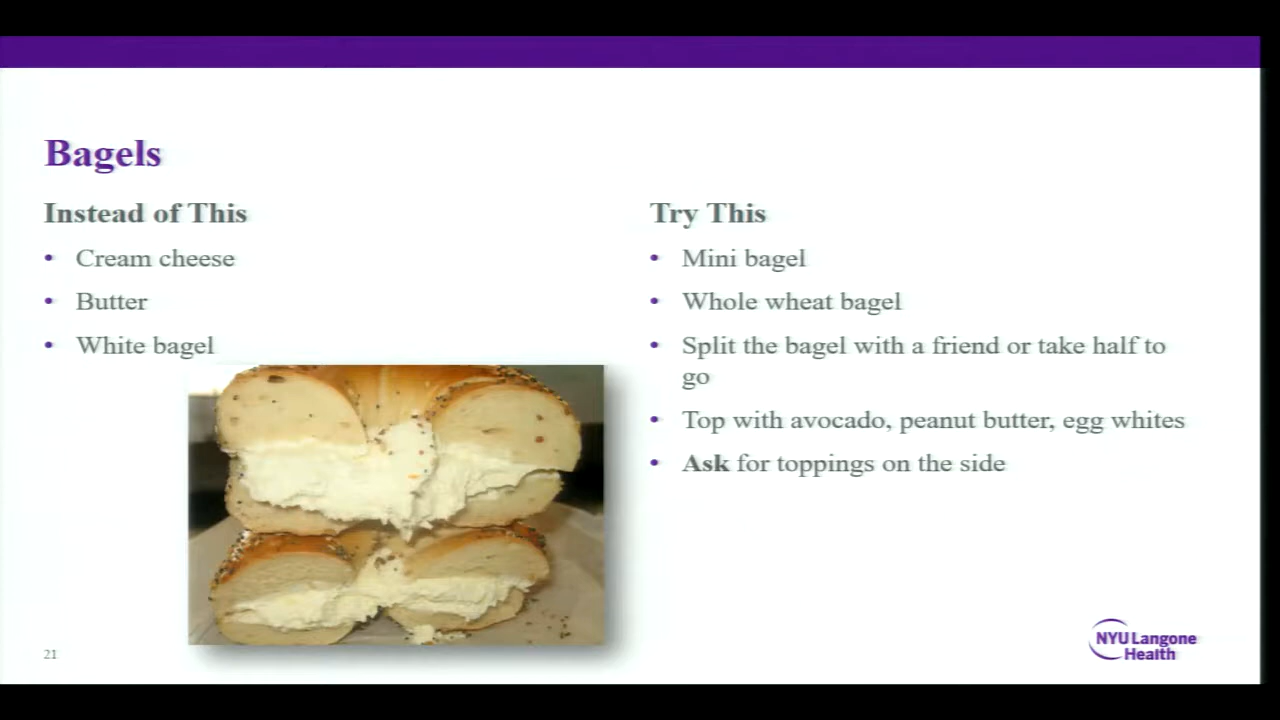 Bagels
Instead of This
• Cream cheese
• Butter
• White bagel
Try This
• Mini bagel
• Whole wheat bagel
• Split the bagel with a friend or take half to
go
• Top with avocado, peanut butter, egg whites
• Ask for toppings on the side
21
NYU Langone
Health